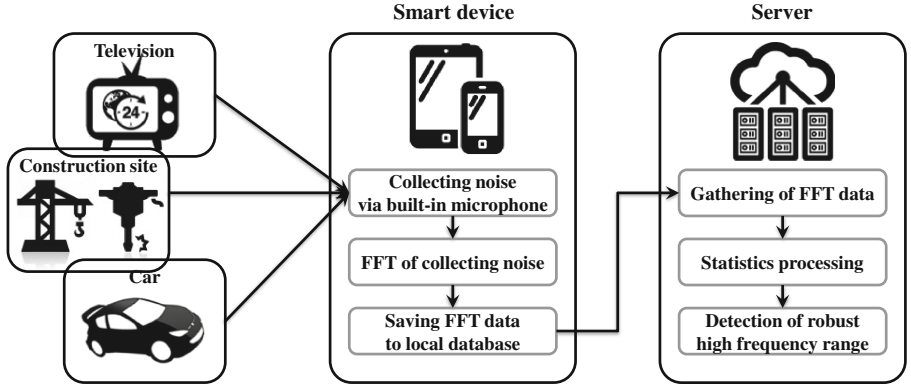 Smart device
Server
Television
24
Construction site
Car
Collecting noise
via built-in microphone
FFT of collecting noise
Saving FFT data
to local database
Gathering of FFT data
Statistics processing
Detection of robust
high frequency range